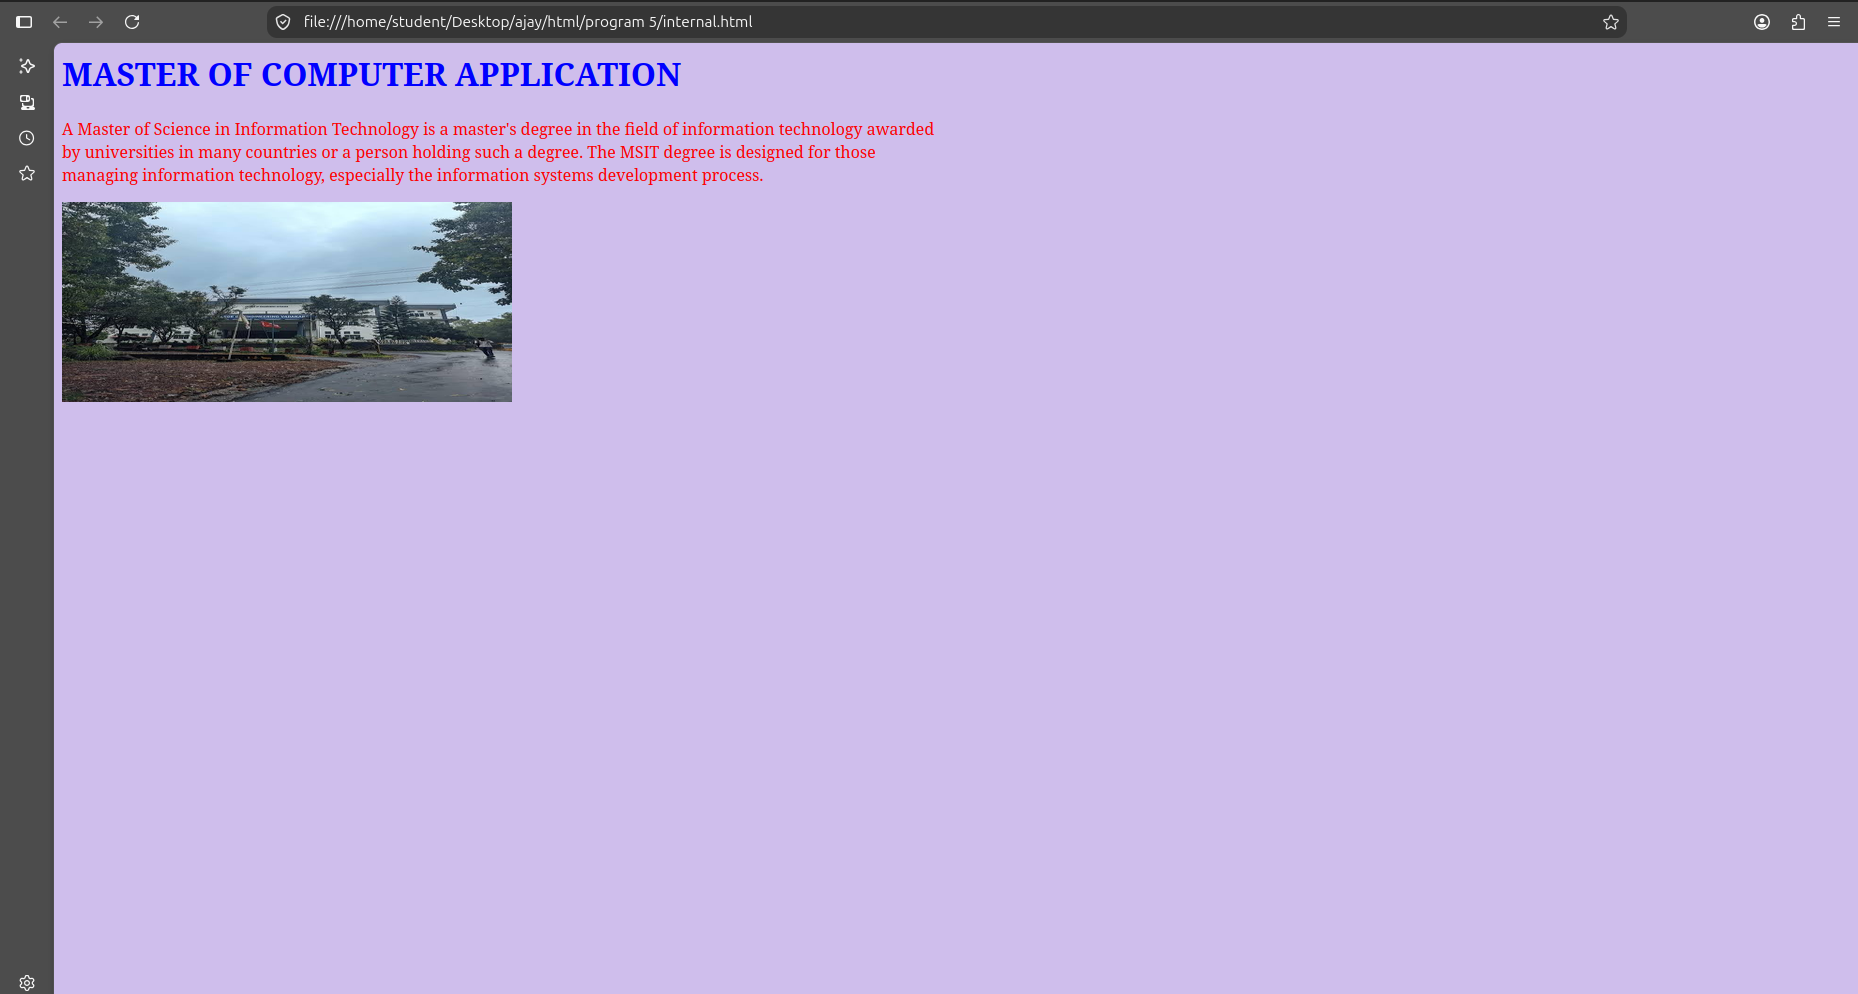 file:///home/student/Desktop/ajay/html/program 5/internal.html
MASTER OF COMPUTER APPLICATION
A Master of Science in Information Technology is a master's degree in the field of information technology awarded
by universities in many countries or a person holding such a degree. The MSIT degree is designed for those
managing information technology, especially the information systems development process.